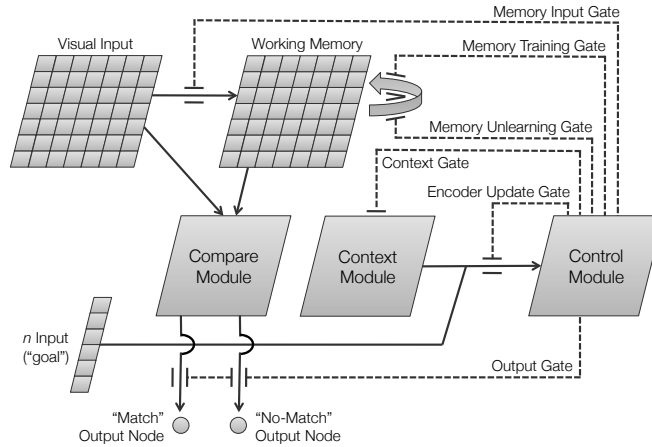 Memory Input Gate
Visual Input
Working Memory
Memory Training Gate
Memory Unlearning Gate
Context Gate
Encoder Update Gate
Compare
Module
Context
Module
Control
Module
n Input
("goal")
Output Gate
"Match"
Output Node
"No-Match"
Output Node